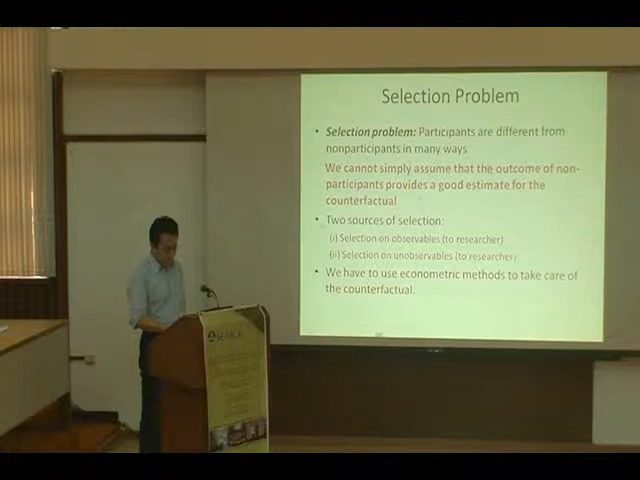 Selection Problem
• Selection problem: Participants are different from
nonparticipants in many ways
We cannot simply assume that the outcome of non-
participants provides a good estimate for the
counterfactual
• Two sources of selection:
(i) Selection on observables (to researcher)
(ii) Selection on unobservables (to researcher)
• We have to use econometric methods to take care of
the counterfactual.
SEARCA